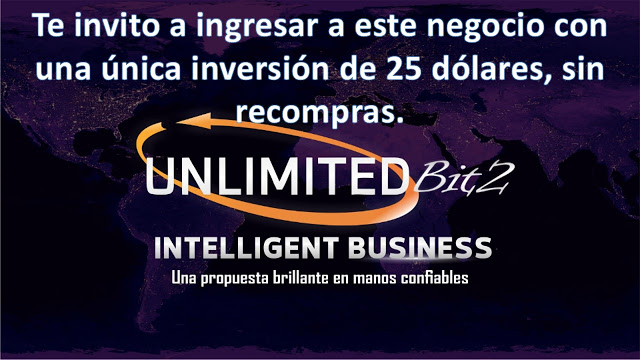 Te invito a ingresar a este negocio con
una única inversión de 25 dólares, sin
recompras.
UNLIMITED Bit2
INTELLIGENT BUSINESS
Una propuesta brillante en manos confiables